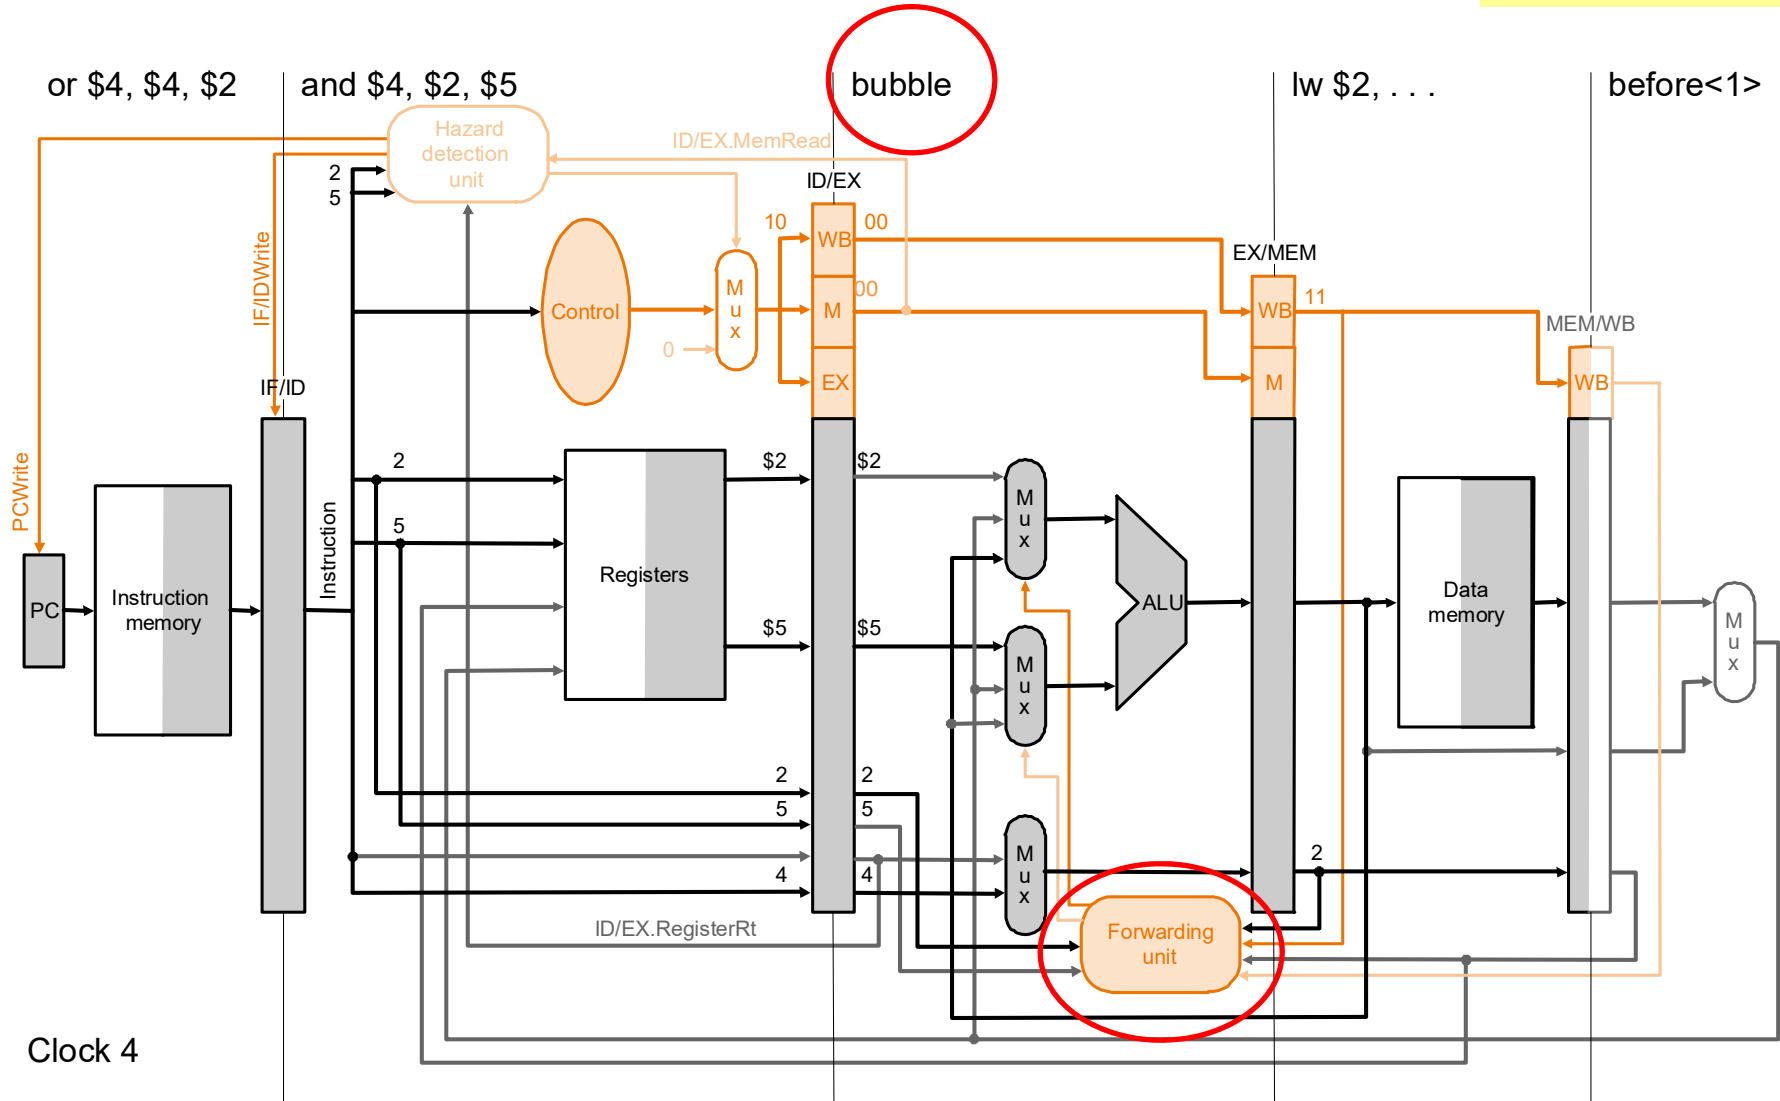 or $4, $4, $2
and $4, $2, $5
bubble
lw $2, . . .
before<1>
Hazard
detection
unit
ID/EX.MemRead
2
5
ID/EX
10
WB
00
IF/IDWrite
EX/MEM
M
u
x
Control
M
00
WB
11
MEM/WB
0
EX
M
WB
IF/ID
PCWrite
2
$2
$2
M
u
x
Instruction
5
PC
Instruction
memory
Registers
ALU
Data
memory
M
u
x
$5
$5
M
u
x
2
2
5
5
4
4
M
u
x
2
ID/EX.RegisterRt
Forwarding
unit
Clock 4